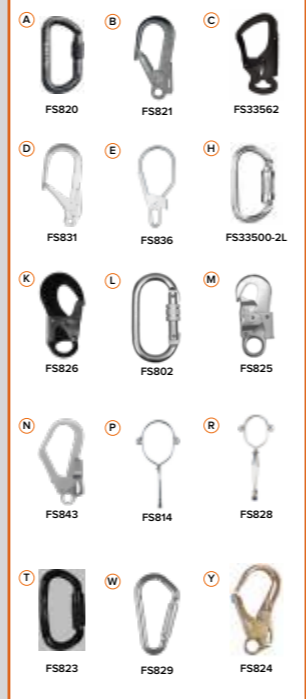 A B C
FS820 FS821 FS33562
D E H
FS831 FS836 FS33500-2L
K L M
FS826 FS802 FS825
N P R
FS843 FS814 FS828
T W Y
FS823 FS829 FS824